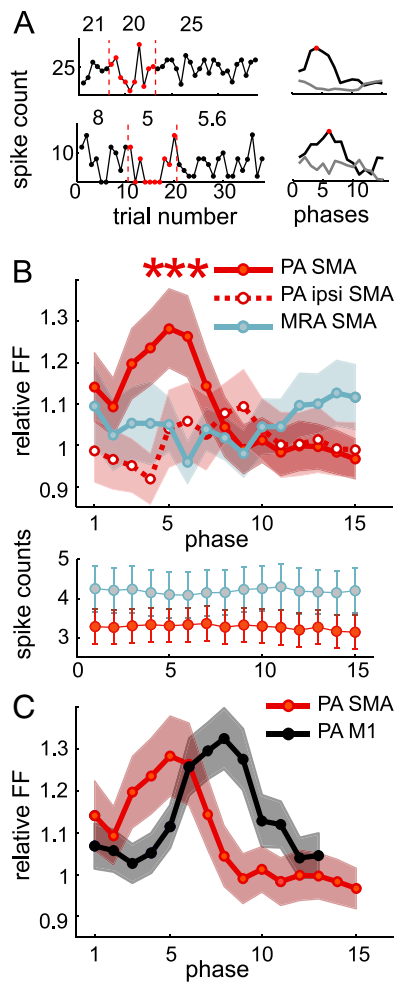 A
21 20 25
25
8 5 5.6
10
spike count
0 10 20 30
trial number
0 10
phases
B
***
PA SMA
PA ipsi SMA
MRA SMA
relative FF
1.3
1.2
1.1
1
0.9
1 5 10 15
phase
spike counts
5
4
3
0 5 10 15
C
PA SMA
PA M1
relative FF
1.3
1.2
1.1
1
0.9
1 5 10 15
phase